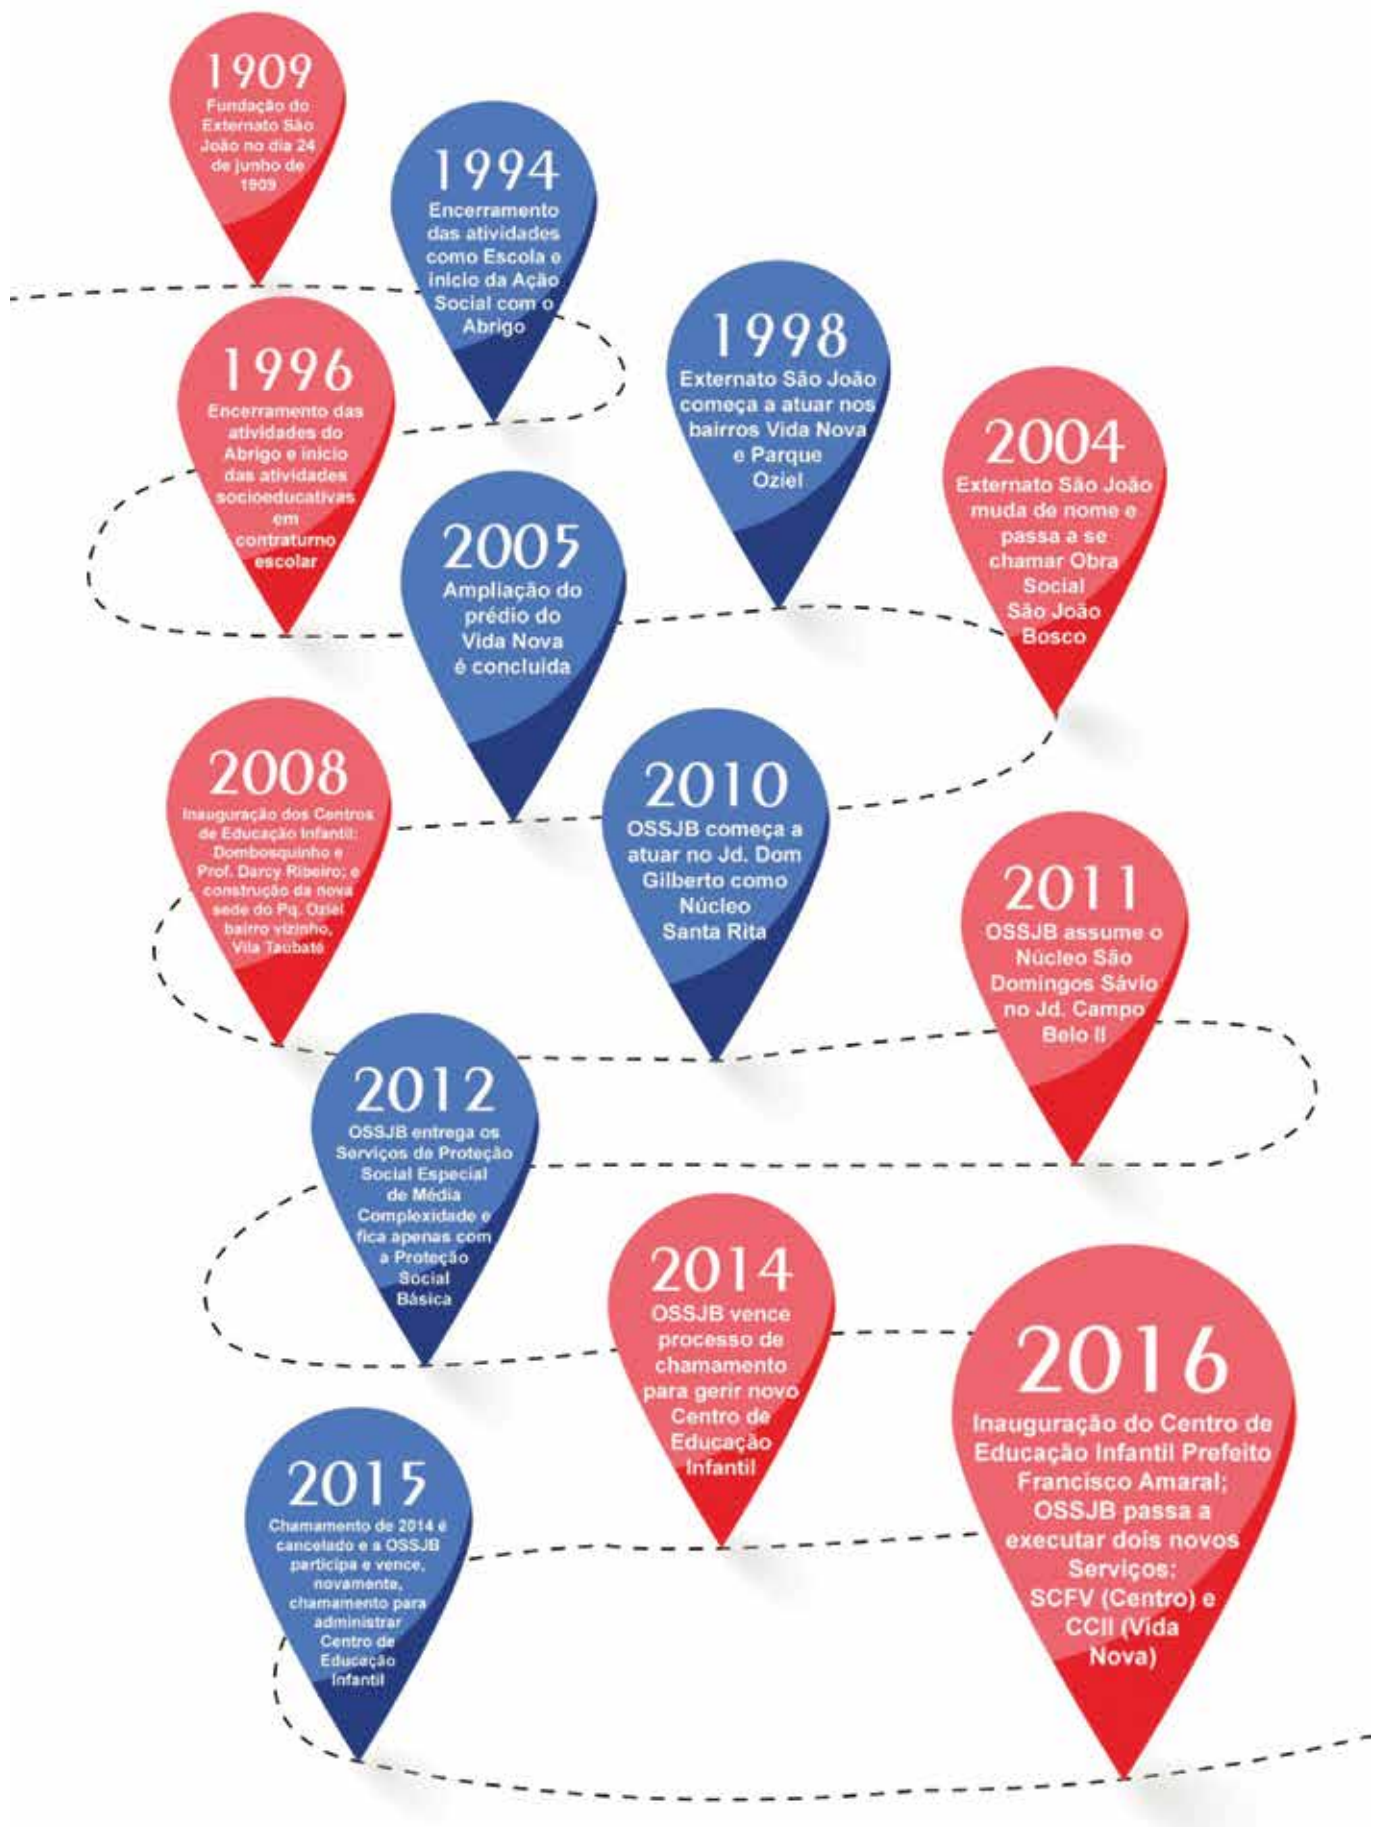 1909
Fundação do
Externato São
João no dia 24
de junho de
1909
1994
Encerramento
das atividades
como Escola e
início da Ação
Social com o
Abrigo
1996
Encerramento das
atividades do
Abrigo e início
das atividades
socioeducativas
em
contraturno
escolar
1998
Externato São João
começa a atuar nos
bairros Vida Nova
e Parque
Oziel
2004
Externato São João
muda de nome e
passa a se
chamar Obra
Social
São João
Bosco
2005
Ampliação do
prédio do
Vida Nova
é concluída
2008
Inauguração dos Centros
de Educação Infantil:
Dombosquinho e
Prof. Darcy Ribeiro; e
construção da nova
sede do Pq. Oziel
bairro vizinho,
Vila Taubaté
2010
OSSJB começa a
atuar no Jd. Dom
Gilberto como
Núcleo
Santa Rita
2011
OSSJB assume o
Núcleo São
Domingos Sávio
no Jd. Campo
Belo II
2012
OSSJB entrega os
Serviços de Proteção
Social Especial
de Média
Complexidade e
fica apenas com
a Proteção
Social
Básica
2014
OSSJB vence
processo de
chamamento
para gerir novo
Centro de
Educação
Infantil
2015
Chamamento de 2014 é
cancelado e a OSSJB
participa e vence,
novamente,
chamamento para
administrar
Centro de
Educação
Infantil
2016
Inauguração do Centro de
Educação Infantil Prefeito
Francisco Amaral;
OSSJB passa a
executar dois novos
Serviços:
SCFV (Centro) e
CCII (Vida
Nova)